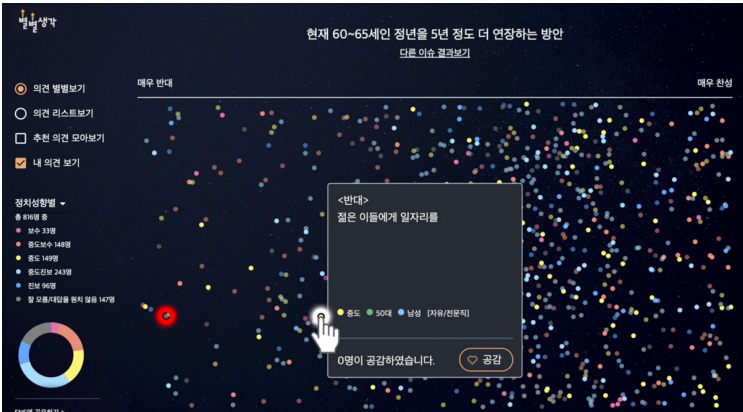 별별생각
현재 60~65세인 정년을 5년 정도 더 연장하는 방안
다른 이슈 결과보기
매우 반대
매우 찬성
의견 별별보기
의견 리스트보기
추천 의견 모아보기
내 의견 보기
정치성향별
총 816명 중
보수 33명
중도보수 148명
중도 149명
중도진보 243명
진보 96명
잘 모름/대답을 원치 않음 147명
<반대>
젊은 이들에게 일자리를
중도 50대 남성 [자유/전문직]
0명이 공감하였습니다.
공감
SNS에 공유하기 >